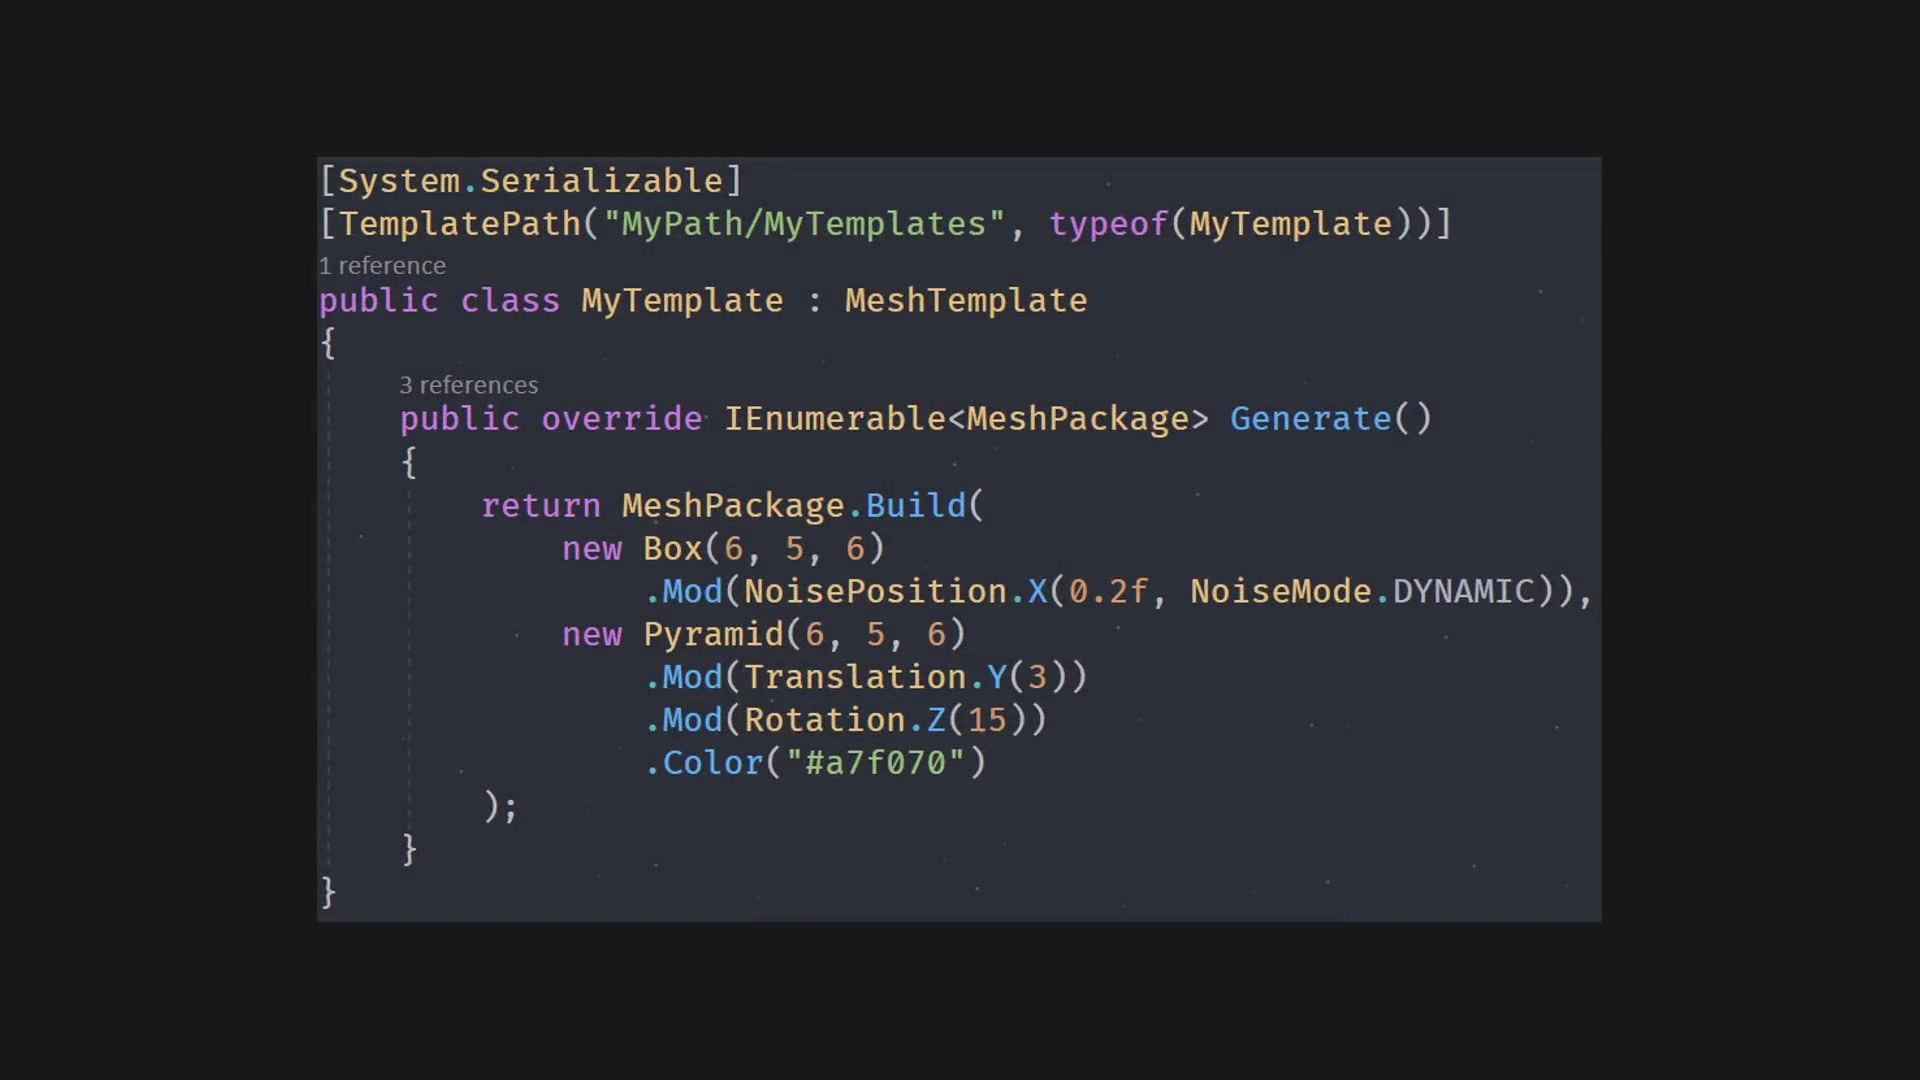 [System.Serializable]
[TemplatePath("MyPath/MyTemplates", typeof(MyTemplate))]
1 reference
public class MyTemplate : MeshTemplate
{
3 references
public override IEnumerable<MeshPackage> Generate()
{
return MeshPackage.Build(
new Box(6, 5, 6)
.Mod(NoisePosition.X(0.2f, NoiseMode.DYNAMIC)),
new Pyramid(6, 5, 6)
.Mod(Translation.Y(3))
.Mod(Rotation.Z(15))
.Color("#a7f070")
);
}
}